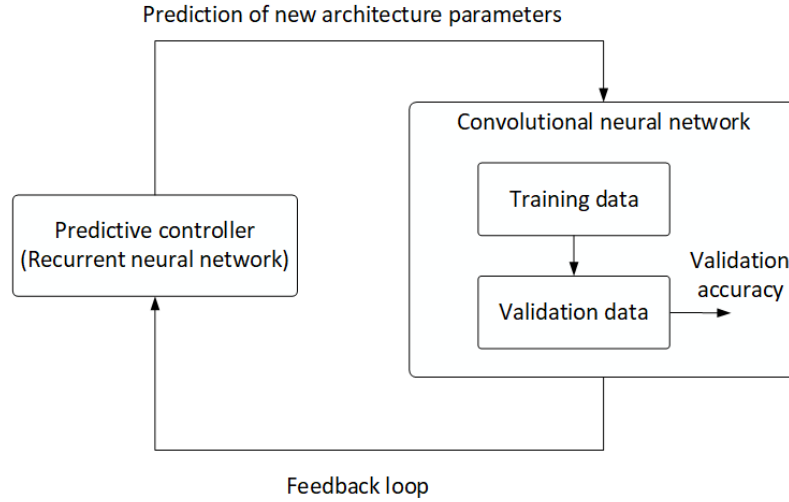 Prediction of new architecture parameters
Convolutional neural network
Training data
Predictive controller
(Recurrent neural network)
Validation
accuracy
Validation data
Feedback loop